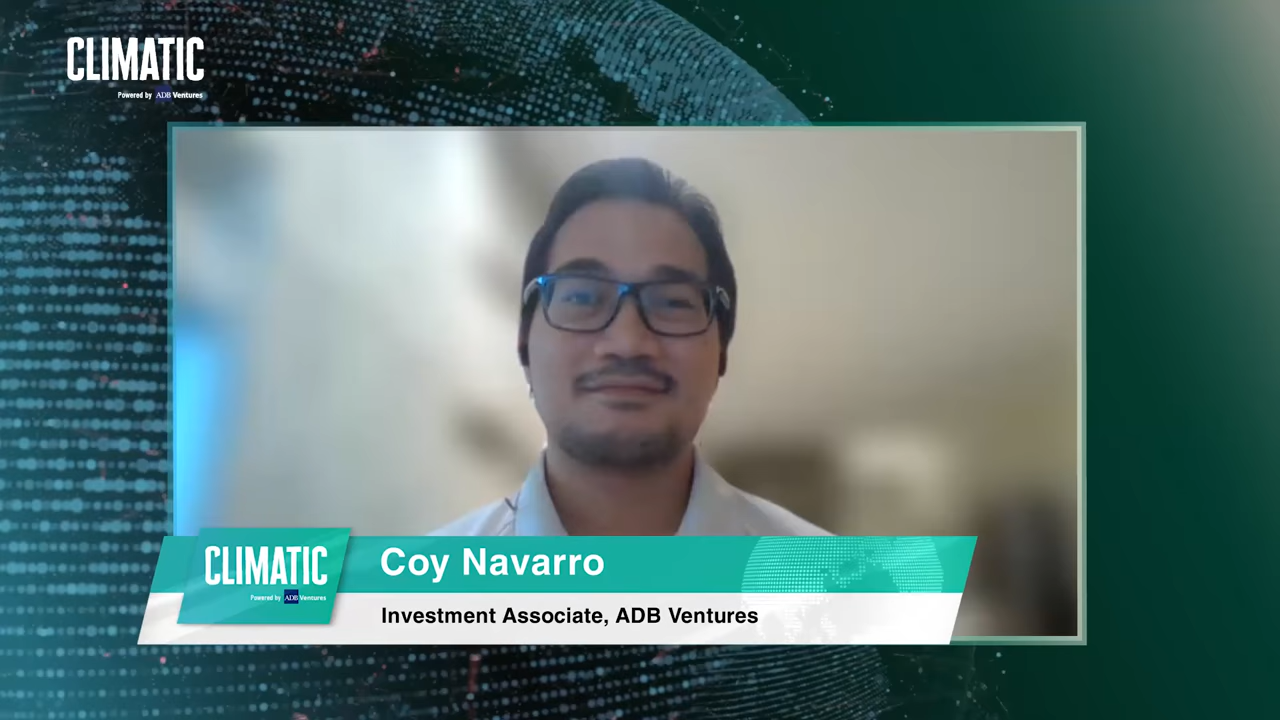 CLIMATIC
Powered by ADB Ventures
Coy Navarro
CLIMATIC
Powered by ADB Ventures
Investment Associate, ADB Ventures